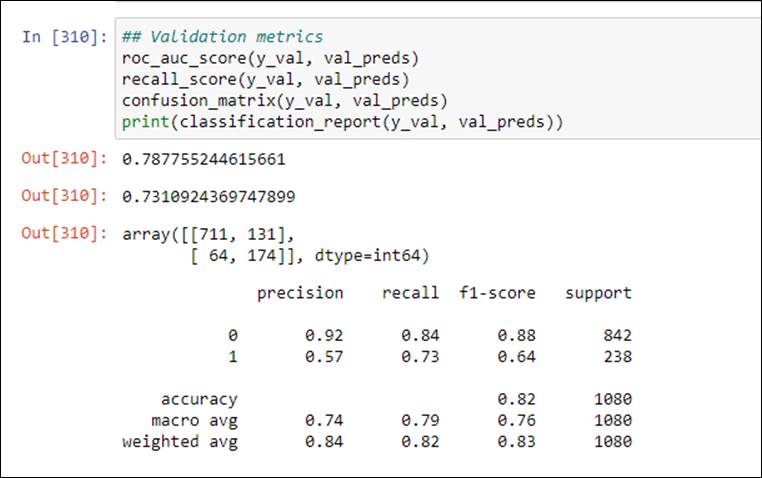 In [310]: ## Validation metrics
roc_auc_score(y_val, val_preds)
recall_score(y_val, val_preds)
confusion_matrix(y_val, val_preds)
print(classification_report(y_val, val_preds))
Out[310]: 0.787755244615661
Out[310]: 0.7310924369747899
Out[310]: array([[711, 131],
[ 64, 174]], dtype=int64)
precision recall f1-score support
0 0.92 0.84 0.88 842
1 0.57 0.73 0.64 238
accuracy 0.82 1080
macro avg 0.74 0.79 0.76 1080
weighted avg 0.84 0.82 0.83 1080